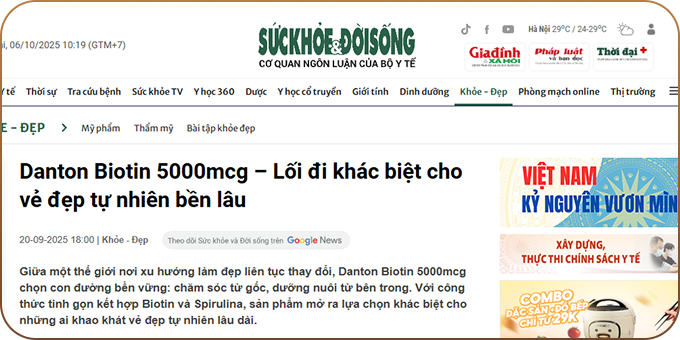 ai, 06/10/2025 10:19 (GMT+7)
SỨCKHỎE&ĐỜISỐNG
CƠ QUAN NGÔN LUẬN CỦA BỘ Y TẾ
Hà Nội 29°C / 24-29°C
Giađình & XÃ HỘI
Pháp luật và bạn đọc
Thời đại +
Y tế Thời sự Tra cứu bệnh Sức khỏe TV Y học 360 Dược Y học cổ truyền Giới tính Dinh dưỡng Khỏe - Đẹp Phòng mạch online Thị trường
E - ĐẸP Mỹ phẩm Thẩm mỹ Bài tập khỏe đẹp
Danton Biotin 5000mcg – Lối đi khác biệt cho
vẻ đẹp tự nhiên bền lâu
20-09-2025 18:00 | Khỏe - Đẹp Theo dõi Sức khỏe và Đời sống trên Google News
Giữa một thế giới nơi xu hướng làm đẹp liên tục thay đổi, Danton Biotin 5000mcg
chọn con đường bền vững: chăm sóc từ gốc, dưỡng nuôi từ bên trong. Với
công thức tinh gọn kết hợp Biotin và Spirulina, sản phẩm mở ra lựa chọn khác biệt cho
những ai khao khát vẻ đẹp tự nhiên lâu dài.
VIỆT NAM
KỶ NGUYÊN VƯƠN MÌN
XÂY DỰNG,
THỰC THI CHÍNH SÁCH Y TẾ
COMBO
ĐẶC SẢN + ĐỒ BẾP
CHỈ TỪ 29K